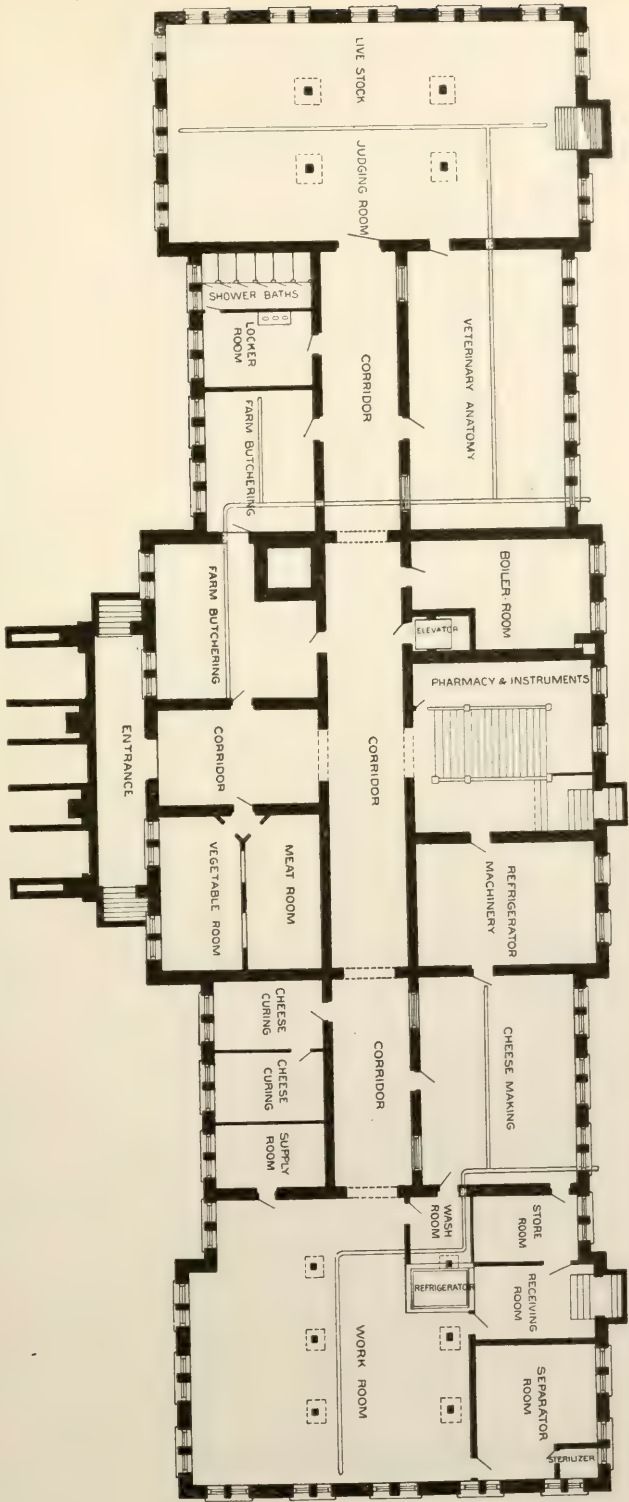 LIVE STOCK
JUDGING ROOM
SHOWER BATHS
LOCKER
ROOM
CORRIDOR
VETERINARY ANATOMY
FARM BUTCHERING
FARM BUTCHERING
BOILER-ROOM
ELEVATOR
PHARMACY & INSTRUMENTS
ENTRANCE
CORRIDOR
CORRIDOR
VEGETABLE ROOM
MEAT ROOM
REFRIGERATOR
MACHINERY
CHEESE
CURING
CHEESE
CURING
SUPPLY
ROOM
CORRIDOR
CHEESE MAKING
WASH
ROOM
STORE
ROOM
REFRIGERATOR
RECEIVING
ROOM
WORK ROOM
SEPARATOR
ROOM
STERILIZER